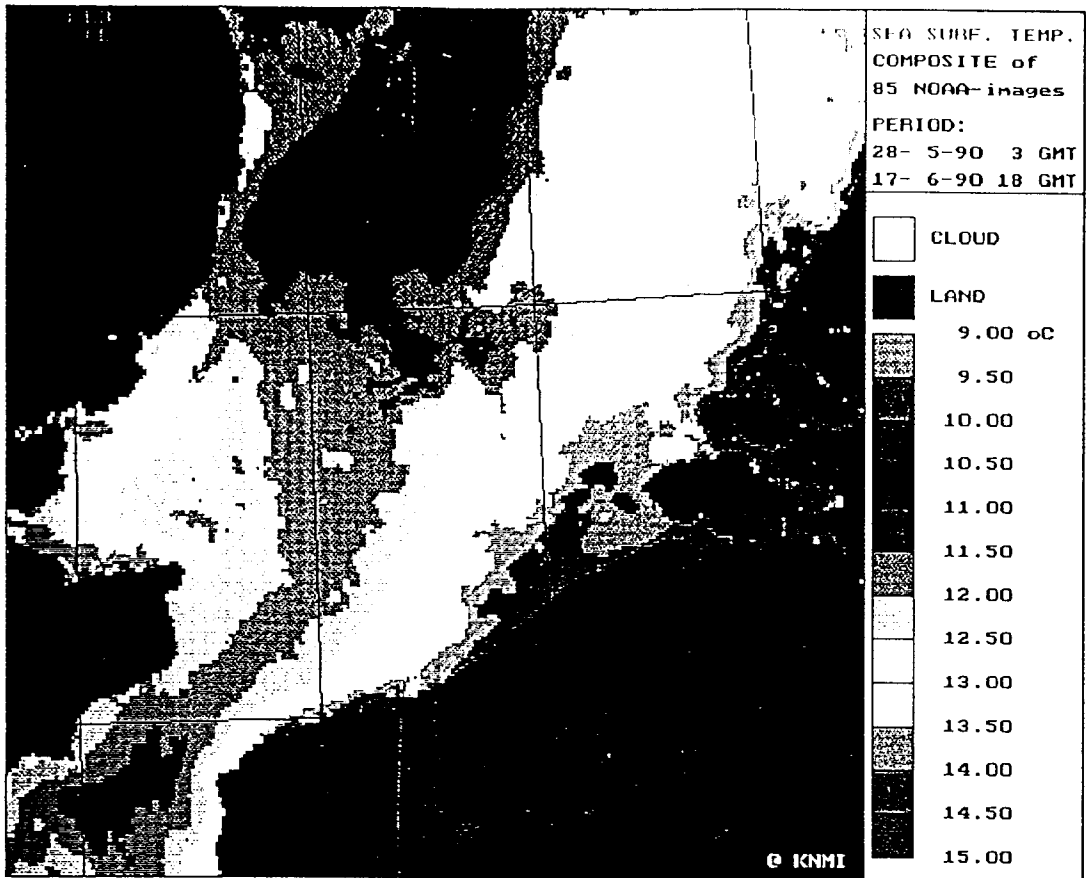 SEA SURF. TEMP.
COMPOSITE of
85 NOAA-images
PERIOD:
28- 5-90 3 GMT
17- 6-90 18 GMT
CLOUD
LAND
9.00 oC
9.50
10.00
10.50
11.00
11.50
12.00
12.50
13.00
13.50
14.00
14.50
15.00
@ KNMI